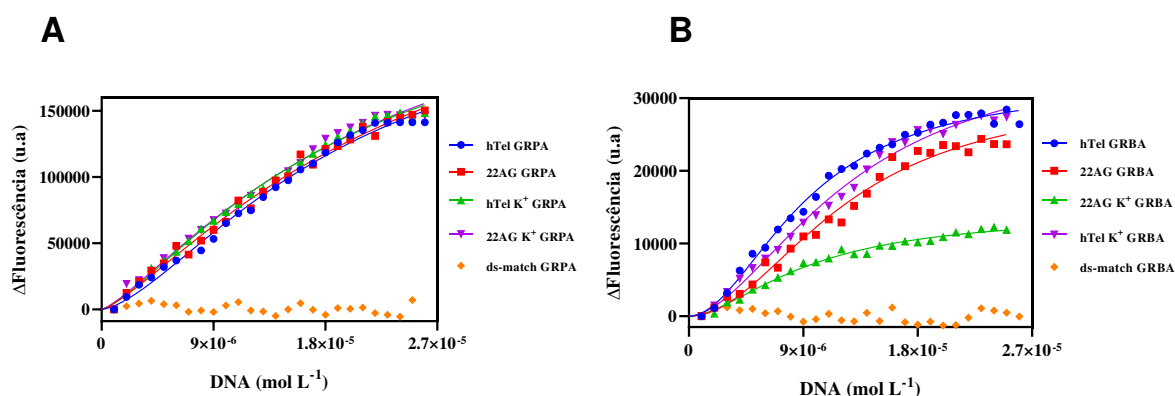 A
ΔFluorescência (u.a)
150000
100000
50000
0
0
9×10⁻⁶
1.8×10⁻⁵
2.7×10⁻⁵
DNA (mol L⁻¹)
hTel GRPA
22AG GRPA
hTel K⁺ GRPA
22AG K⁺ GRPA
ds-match GRPA
B
ΔFluorescência (u.a)
30000
20000
10000
0
0
9×10⁻⁶
1.8×10⁻⁵
2.7×10⁻⁵
DNA (mol L⁻¹)
hTel GRBA
22AG GRBA
22AG K⁺ GRBA
hTel K⁺ GRBA
ds-match GRBA